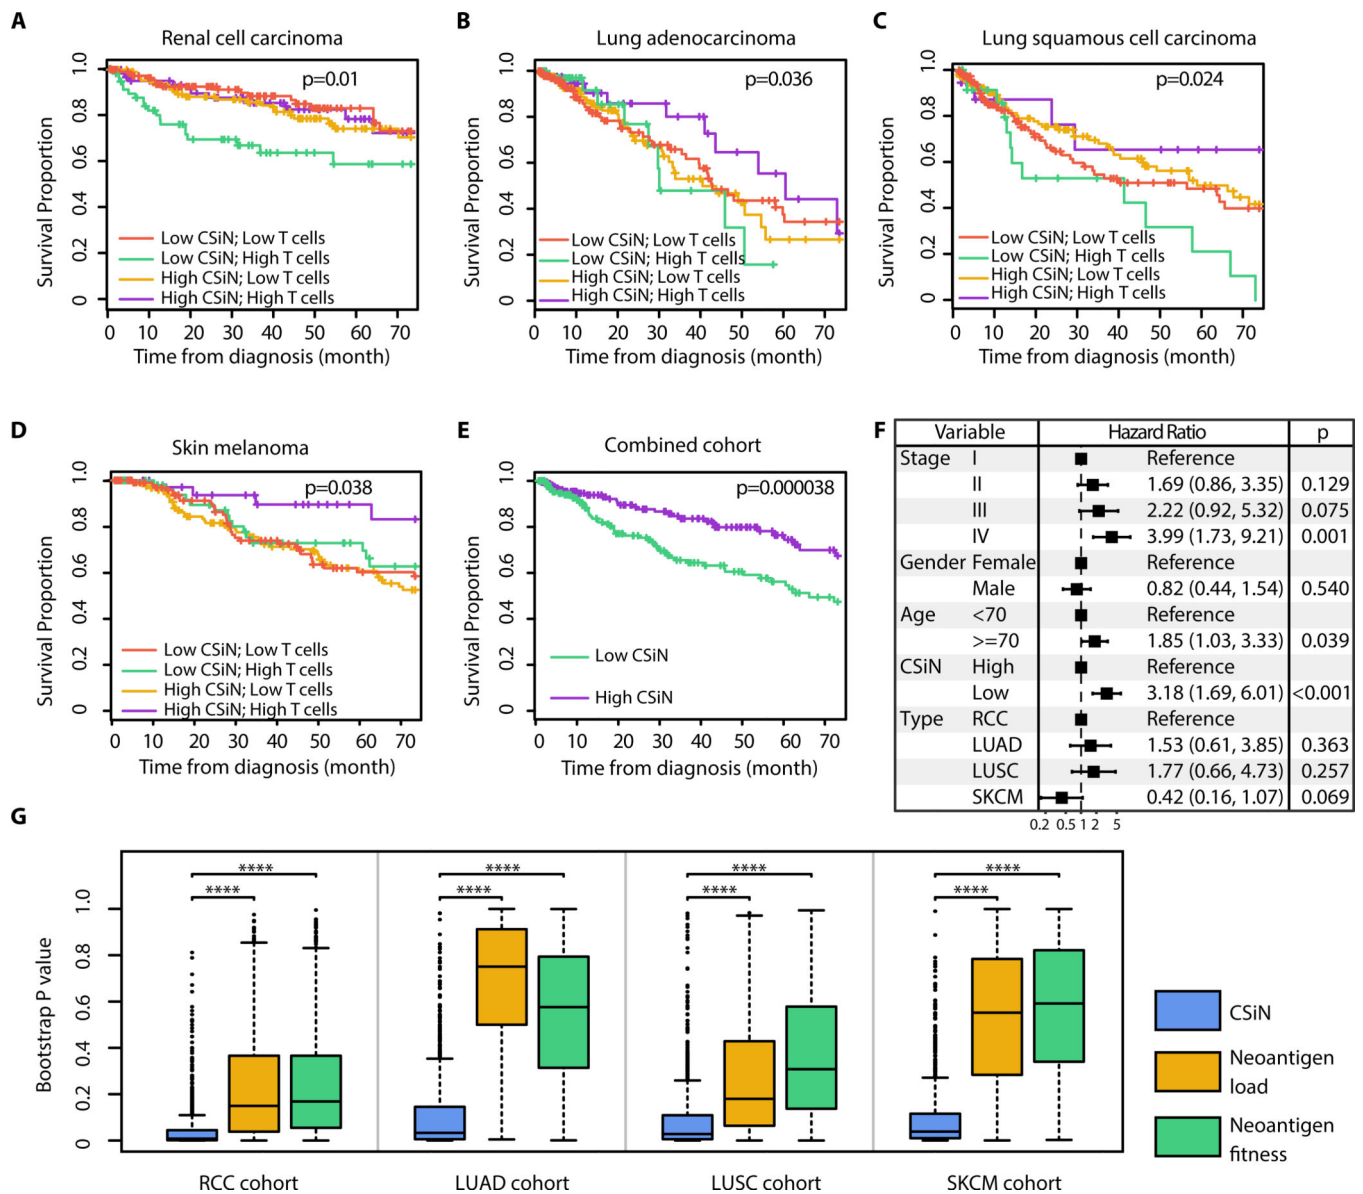 A
Renal cell carcinoma
p=0.01
Survival Proportion
1.0
0.8
0.6
0.4
0.2
0
Low CSiN; Low T cells
Low CSiN; High T cells
High CSiN; Low T cells
High CSiN; High T cells
0 10 20 30 40 50 60 70
Time from diagnosis (month)
B
Lung adenocarcinoma
p=0.036
Survival Proportion
1.0
0.8
0.6
0.4
0.2
0
Low CSiN; Low T cells
Low CSiN; High T cells
High CSiN; Low T cells
High CSiN; High T cells
0 10 20 30 40 50 60 70
Time from diagnosis (month)
C
Lung squamous cell carcinoma
p=0.024
Survival Proportion
1.0
0.8
0.6
0.4
0.2
0
Low CSiN; Low T cells
Low CSiN; High T cells
High CSiN; Low T cells
High CSiN; High T cells
0 10 20 30 40 50 60 70
Time from diagnosis (month)
D
Skin melanoma
p=0.038
Survival Proportion
1.0
0.8
0.6
0.4
0.2
0
Low CSiN; Low T cells
Low CSiN; High T cells
High CSiN; Low T cells
High CSiN; High T cells
0 10 20 30 40 50 60 70
Time from diagnosis (month)
E
Combined cohort
p=0.000038
Survival Proportion
1.0
0.8
0.6
0.4
0.2
0
Low CSiN
High CSiN
0 10 20 30 40 50 60 70
Time from diagnosis (month)
F
Variable Hazard Ratio p
Stage I Reference
II 1.69 (0.86, 3.35) 0.129
III 2.22 (0.92, 5.32) 0.075
IV 3.99 (1.73, 9.21) 0.001
Gender Female Reference
Male 0.82 (0.44, 1.54) 0.540
Age <70 Reference
>=70 1.85 (1.03, 3.33) 0.039
CSiN High Reference
Low 3.18 (1.69, 6.01) <0.001
Type RCC Reference
LUAD 1.53 (0.61, 3.85) 0.363
LUSC 1.77 (0.66, 4.73) 0.257
SKCM 0.42 (0.16, 1.07) 0.069
0.2 0.5 1 2 5
G
Bootstrap P value
1.0
0.8
0.6
0.4
0.2
0
**** **** **** ****
**** **** **** ****
RCC cohort LUAD cohort LUSC cohort SKCM cohort
CSiN
Neoantigen
load
Neoantigen
fitness